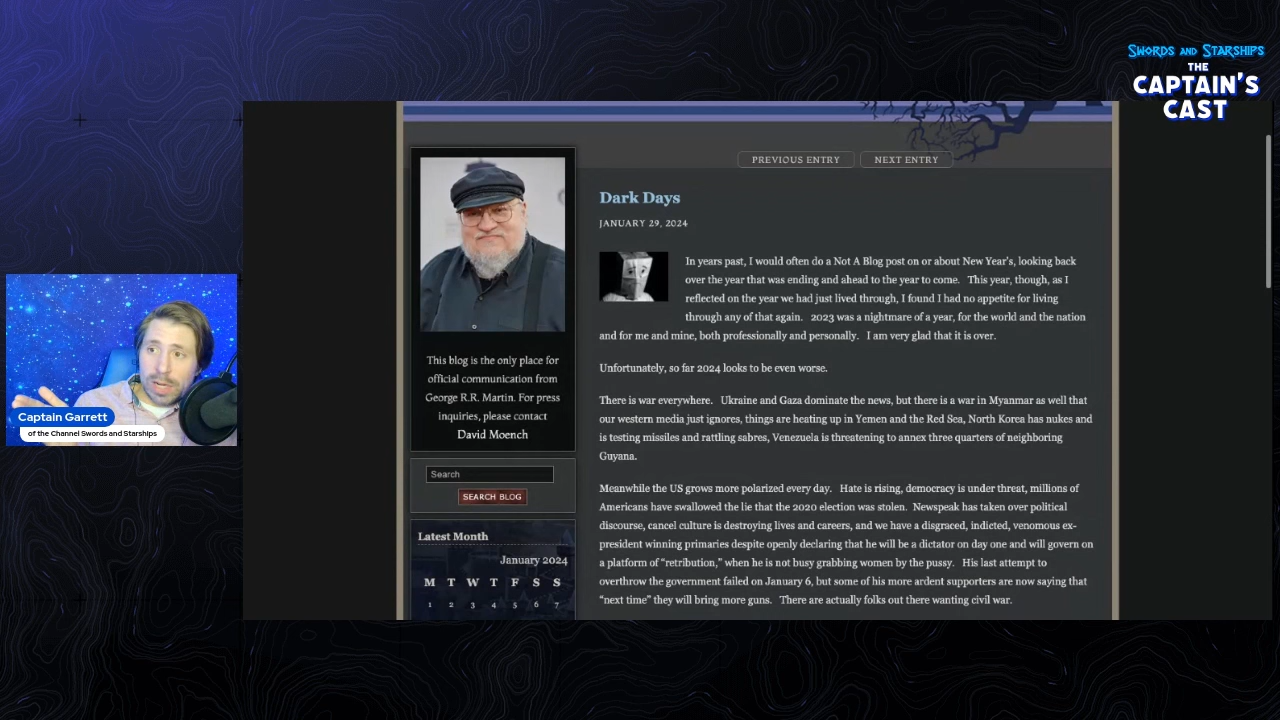 Swords and Starships
THE
CAPTAIN'S
CAST
PREVIOUS ENTRY
NEXT ENTRY
Dark Days
JANUARY 29, 2024
In years past, I would often do a Not A Blog post on or about New Year's, looking back
over the year that was ending and ahead to the year to come. This year, though, as I
reflected on the year we had just lived through, I found I had no appetite for living
through any of that again. 2023 was a nightmare of a year, for the world and the nation
and for me and mine, both professionally and personally. I am very glad that it is over.
Unfortunately, so far 2024 looks to be even worse.
There is war everywhere. Ukraine and Gaza dominate the news, but there is a war in Myanmar as well that
our western media just ignores, things are heating up in Yemen and the Red Sea, North Korea has nukes and
is testing missiles and rattling sabres, Venezuela is threatening to annex three quarters of neighboring
Guyana.
Meanwhile the US grows more polarized every day. Hate is rising, democracy is under threat, millions of
Americans have swallowed the lie that the 2020 election was stolen. Newspeak has taken over political
discourse, cancel culture is destroying lives and careers, and we have a disgraced, indicted, venomous ex-
president winning primaries despite openly declaring that he will be a dictator on day one and will govern on
a platform of "retribution," when he is not busy grabbing women by the pussy. His last attempt to
overthrow the government failed on January 6, but some of his more ardent supporters are now saying that
"next time" they will bring more guns. There are actually folks out there wanting civil war.
This blog is the only place for
official communication from
George R.R. Martin. For press
inquiries, please contact
David Moench
Search
SEARCH BLOG
Latest Month
January 2024
M T W T F S S
1 2 3 4 5 6 7
Captain Garrett
of the Channel Swords and Starships